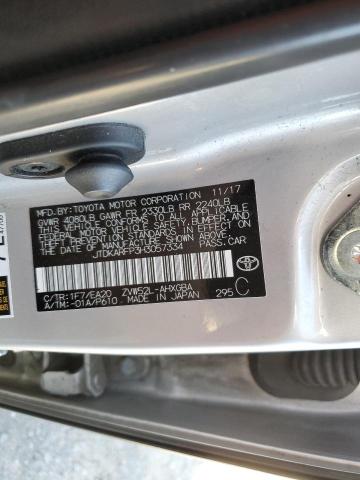 MFD.BY:TOYOTA MOTOR CORPORATION 11/17
GVWR 4080LB GAWR FR 2330LB RR 2240LB
THIS VEHICLE CONFORMS TO ALL APPLICABLE
FEDERAL MOTOR VEHICLE SAFETY, BUMPER, AND
THEFT PREVENTION STANDARDS IN EFFECT ON
THE DATE OF MANUFACTURE SHOWN ABOVE.
JTDKARFP3H3057334 PASS. CAR
C/TR:1F7/EA20 ZVW52L-AHXGBA
A/TM:-01A/P610 MADE IN JAPAN 295 C